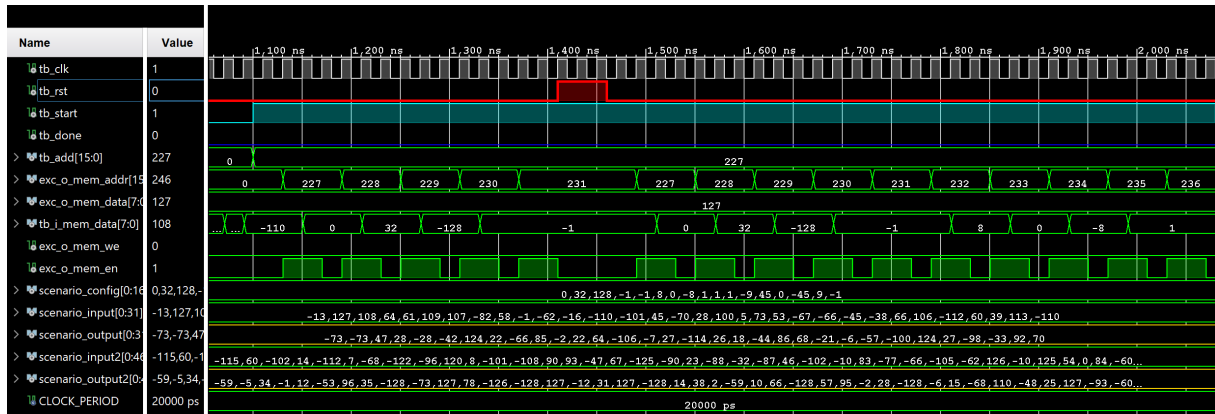 Name Value
1,100 ns 1,200 ns 1,300 ns 1,400 ns 1,500 ns 1,600 ns 1,700 ns 1,800 ns 1,900 ns 2,000 ns
tb_clk 1
tb_rst 0
tb_start 1
tb_done 0
tb_add[15:0] 227 0 227
exc_o_mem_addr[15 246 0 227 228 229 230 231 227 228 229 230 231 232 233 234 235 236
exc_o_mem_data[7:0 127 127
tb_i_mem_data[7:0] 108 ... ... -110 0 32 -128 -1 0 32 -128 -1 8 0 -8 1
exc_o_mem_we 0
exc_o_mem_en 1
scenario_config[0:16 0,32,128,- 0,32,128,-1,-1,8,0,-8,1,1,1,-9,45,0,-45,9,-1
scenario_input[0:31] -13,127,10 -13,127,108,64,61,109,107,-82,58,-1,-62,-16,-110,-101,45,-70,28,100,5,73,53,-67,-66,-45,-38,66,106,-112,60,39,113,-110
scenario_output[0:31 -73,-73,47 -73,-73,47,28,-28,-42,124,22,-66,85,-2,22,64,-106,-7,27,-114,26,18,-44,86,68,-21,-6,-57,-100,124,27,-98,-33,92,70
scenario_input2[0:46 -115,60,-1 -115,60,-102,14,-112,7,-68,-122,-96,120,8,-101,-108,90,93,-47,67,-125,-90,23,-88,-32,-87,46,-102,-10,83,-77,-66,-105,-62,126,-10,125,54,0,84,-60...
scenario_output2[0: -59,-5,34,- -59,-5,34,-1,12,-53,96,35,-128,-73,127,78,-126,-128,127,-12,31,127,-128,14,38,2,-59,10,66,-128,57,95,-2,28,-128,-6,15,-68,110,-48,25,127,-93,-60...
CLOCK_PERIOD 20000 ps 20000 ps